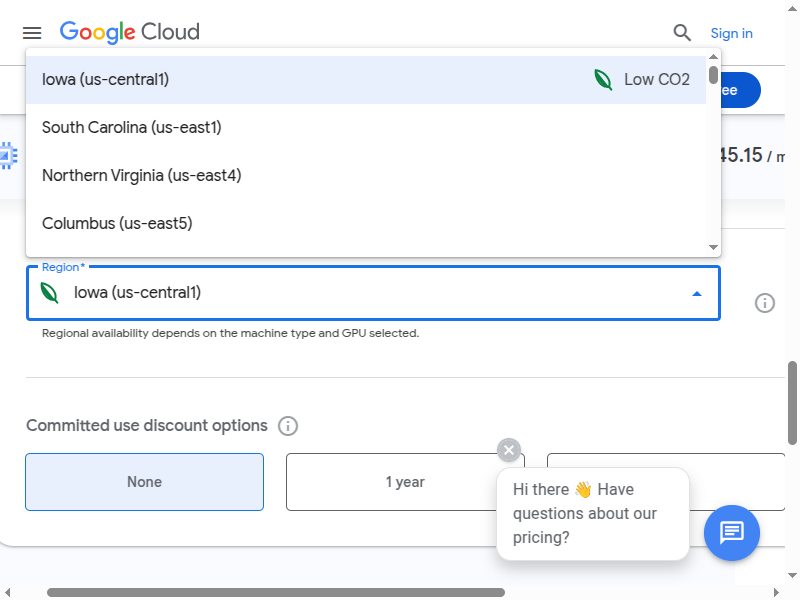 Google Cloud
Sign in
Iowa (us-central1)
Low CO2
ee
South Carolina (us-east1)
45.15 / m
Northern Virginia (us-east4)
Columbus (us-east5)
Region*
Iowa (us-central1)
Regional availability depends on the machine type and GPU selected.
Committed use discount options
None
1 year
Hi there 👋 Have
questions about our
pricing?